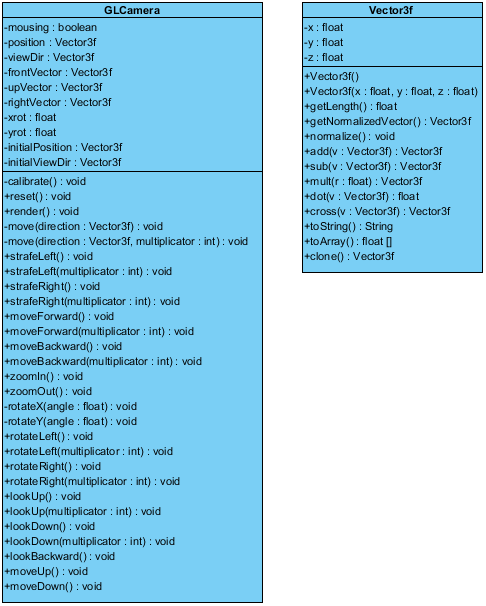 GLCamera
-mousing : boolean
-position : Vector3f
-viewDir : Vector3f
-frontVector : Vector3f
-upVector : Vector3f
-rightVector : Vector3f
-xrot : float
-yrot : float
-initialPosition : Vector3f
-initialViewDir : Vector3f
-calibrate() : void
+reset() : void
+render() : void
-move(direction : Vector3f) : void
-move(direction : Vector3f, multiplicator : int) : void
+strafeLeft() : void
+strafeLeft(multiplicator : int) : void
+strafeRight() : void
+strafeRight(multiplicator : int) : void
+moveForward() : void
+moveForward(multiplicator : int) : void
+moveBackward() : void
+moveBackward(multiplicator : int) : void
+zoomIn() : void
+zoomOut() : void
-rotateX(angle : float) : void
-rotateY(angle : float) : void
+rotateLeft() : void
+rotateLeft(multiplicator : int) : void
+rotateRight() : void
+rotateRight(multiplicator : int) : void
+lookUp() : void
+lookUp(multiplicator : int) : void
+lookDown() : void
+lookDown(multiplicator : int) : void
+lookBackward() : void
+moveUp() : void
+moveDown() : void
Vector3f
-x : float
-y : float
-z : float
+Vector3f()
+Vector3f(x : float, y : float, z : float)
+getLength() : float
+getNormalizedVector() : Vector3f
+normalize() : void
+add(v : Vector3f) : Vector3f
+sub(v : Vector3f) : Vector3f
+mult(r : float) : Vector3f
+dot(v : Vector3f) : float
+cross(v : Vector3f) : Vector3f
+toString() : String
+toArray() : float []
+clone() : Vector3f